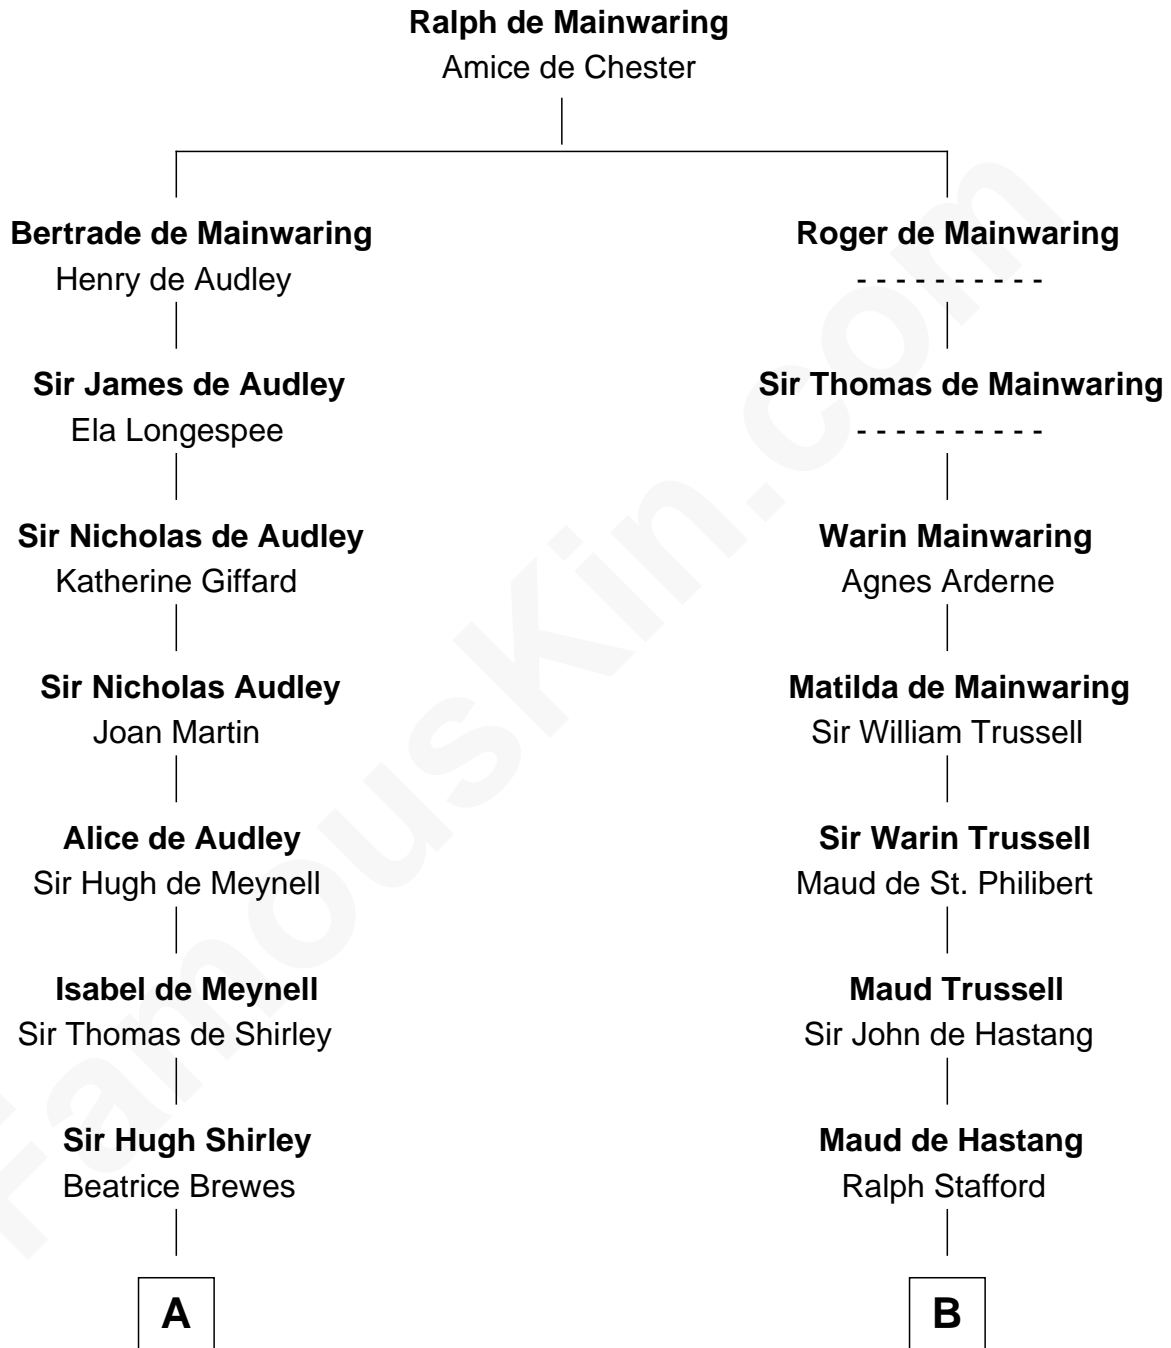 Ralph de Mainwaring
Amice de Chester
Bertrade de Mainwaring
Henry de Audley
Roger de Mainwaring
- - - - - - - - - -
Sir James de Audley
Ela Longespee
Sir Thomas de Mainwaring
- - - - - - - - - -
Sir Nicholas de Audley
Katherine Giffard
Warin Mainwaring
Agnes Arderne
Sir Nicholas Audley
Joan Martin
Matilda de Mainwaring
Sir William Trussell
Alice de Audley
Sir Hugh de Meynell
Sir Warin Trussell
Maud de St. Philibert
Isabel de Meynell
Sir Thomas de Shirley
Maud Trussell
Sir John de Hastang
Sir Hugh Shirley
Beatrice Brewes
Maud de Hastang
Ralph Stafford
A
B
FamousKin.com